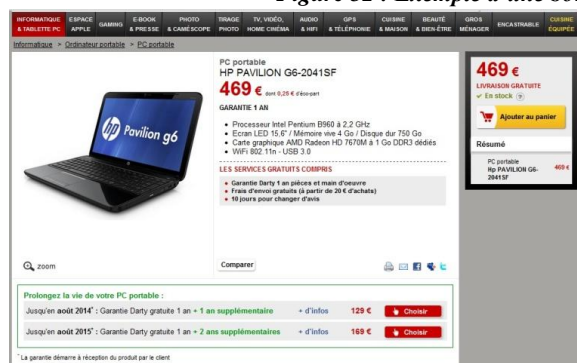 INFORMATIQUE & TABLETTE PC
ESPACE APPLE
GAMING
E-BOOK & PRESSE
PHOTO & CAMÉSCOPE
TIRAGE PHOTO
TV, VIDÉO, HOME CINÉMA
AUDIO & HIFI
GPS & TÉLÉPHONIE
CUISINE & MAISON
BEAUTÉ & BIEN-ÊTRE
GROS MÉNAGER
ENCASTRABLE
CUISINE ÉQUIPÉE
Informatique > Ordinateur portable > PC portable
hp Pavilion g6
zoom
PC portable
HP PAVILION G6-2041SF
469 € dont 0,25 € d'éco-part
GARANTIE 1 AN
• Processeur Intel Pentium B960 à 2,2 GHz
• Ecran LED 15,6" / Mémoire vive 4 Go / Disque dur 750 Go
• Carte graphique AMD Radeon HD 7670M à 1 Go DDR3 dédiés
• WiFi 802.11n - USB 3.0
LES SERVICES GRATUITS COMPRIS
• Garantie Darty 1 an pièces et main d'oeuvre
• Frais d'envoi gratuits (à partir de 20 € d'achats)
• 10 jours pour changer d'avis
Comparer
469 €
LIVRAISON GRATUITE
En stock ?
Ajouter au panier
Résumé
PC portable
Hp PAVILION G6-2041SF
469 €
Prolongez la vie de votre PC portable :
Jusqu'en août 2014* : Garantie Darty gratuite 1 an + 1 an supplémentaire + d'infos 129 € Choisir
Jusqu'en août 2015* : Garantie Darty gratuite 1 an + 2 ans supplémentaires + d'infos 169 € Choisir
* La garantie démarre à réception du produit par le client